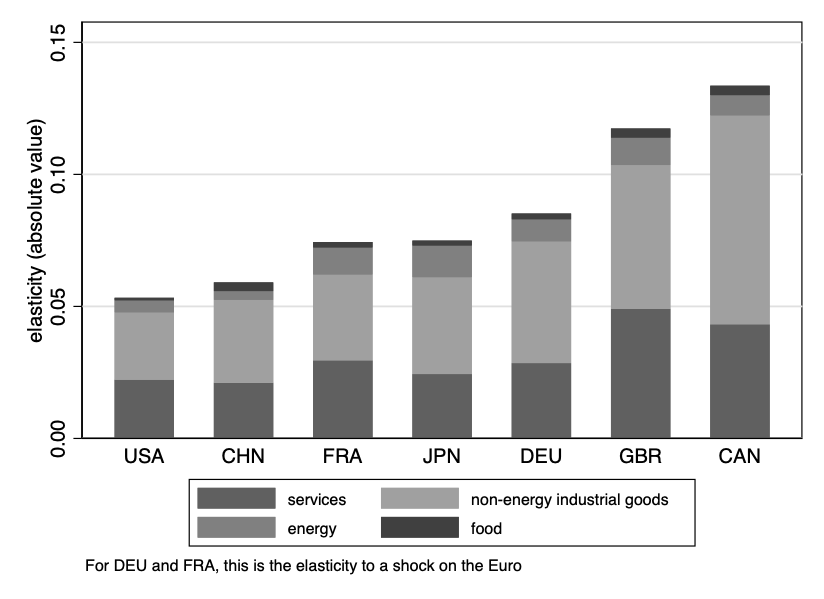 elasticity (absolute value)
0.15
0.10
0.05
0.00
USA CHN FRA JPN DEU GBR CAN
services non-energy industrial goods
energy food
For DEU and FRA, this is the elasticity to a shock on the Euro